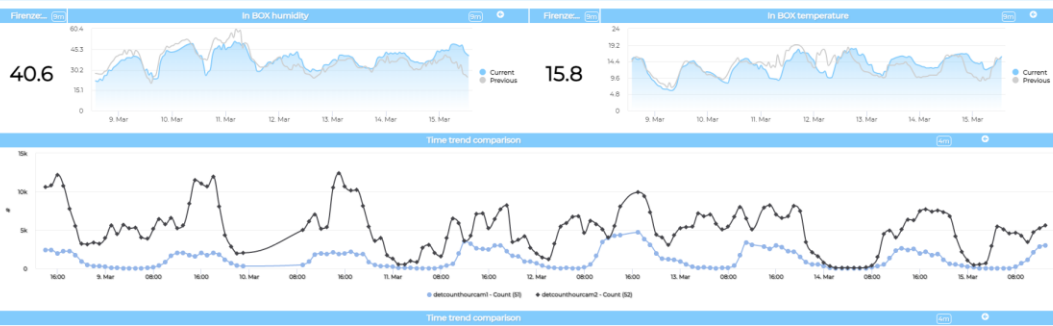 Firenze... 9m In BOX humidity 9m
Firenze... 9m In BOX temperature 9m
40.6
60.4
45.3
30.2
15.1
0
9. Mar 10. Mar 11. Mar 12. Mar 13. Mar 14. Mar 15. Mar
Current
Previous
15.8
24
19.2
14.4
9.6
4.8
0
9. Mar 10. Mar 11. Mar 12. Mar 13. Mar 14. Mar 15. Mar
Current
Previous
Time trend comparison 4m
15k
10k
5k
0
#
16:00 9. Mar 08:00 16:00 10. Mar 08:00 16:00 11. Mar 08:00 16:00 12. Mar 08:00 16:00 13. Mar 08:00 16:00 14. Mar 08:00 16:00 15. Mar 08:00
detcounthourcam1 - Count (S1) detcounthourcam2 - Count (S2)
Time trend comparison 4m